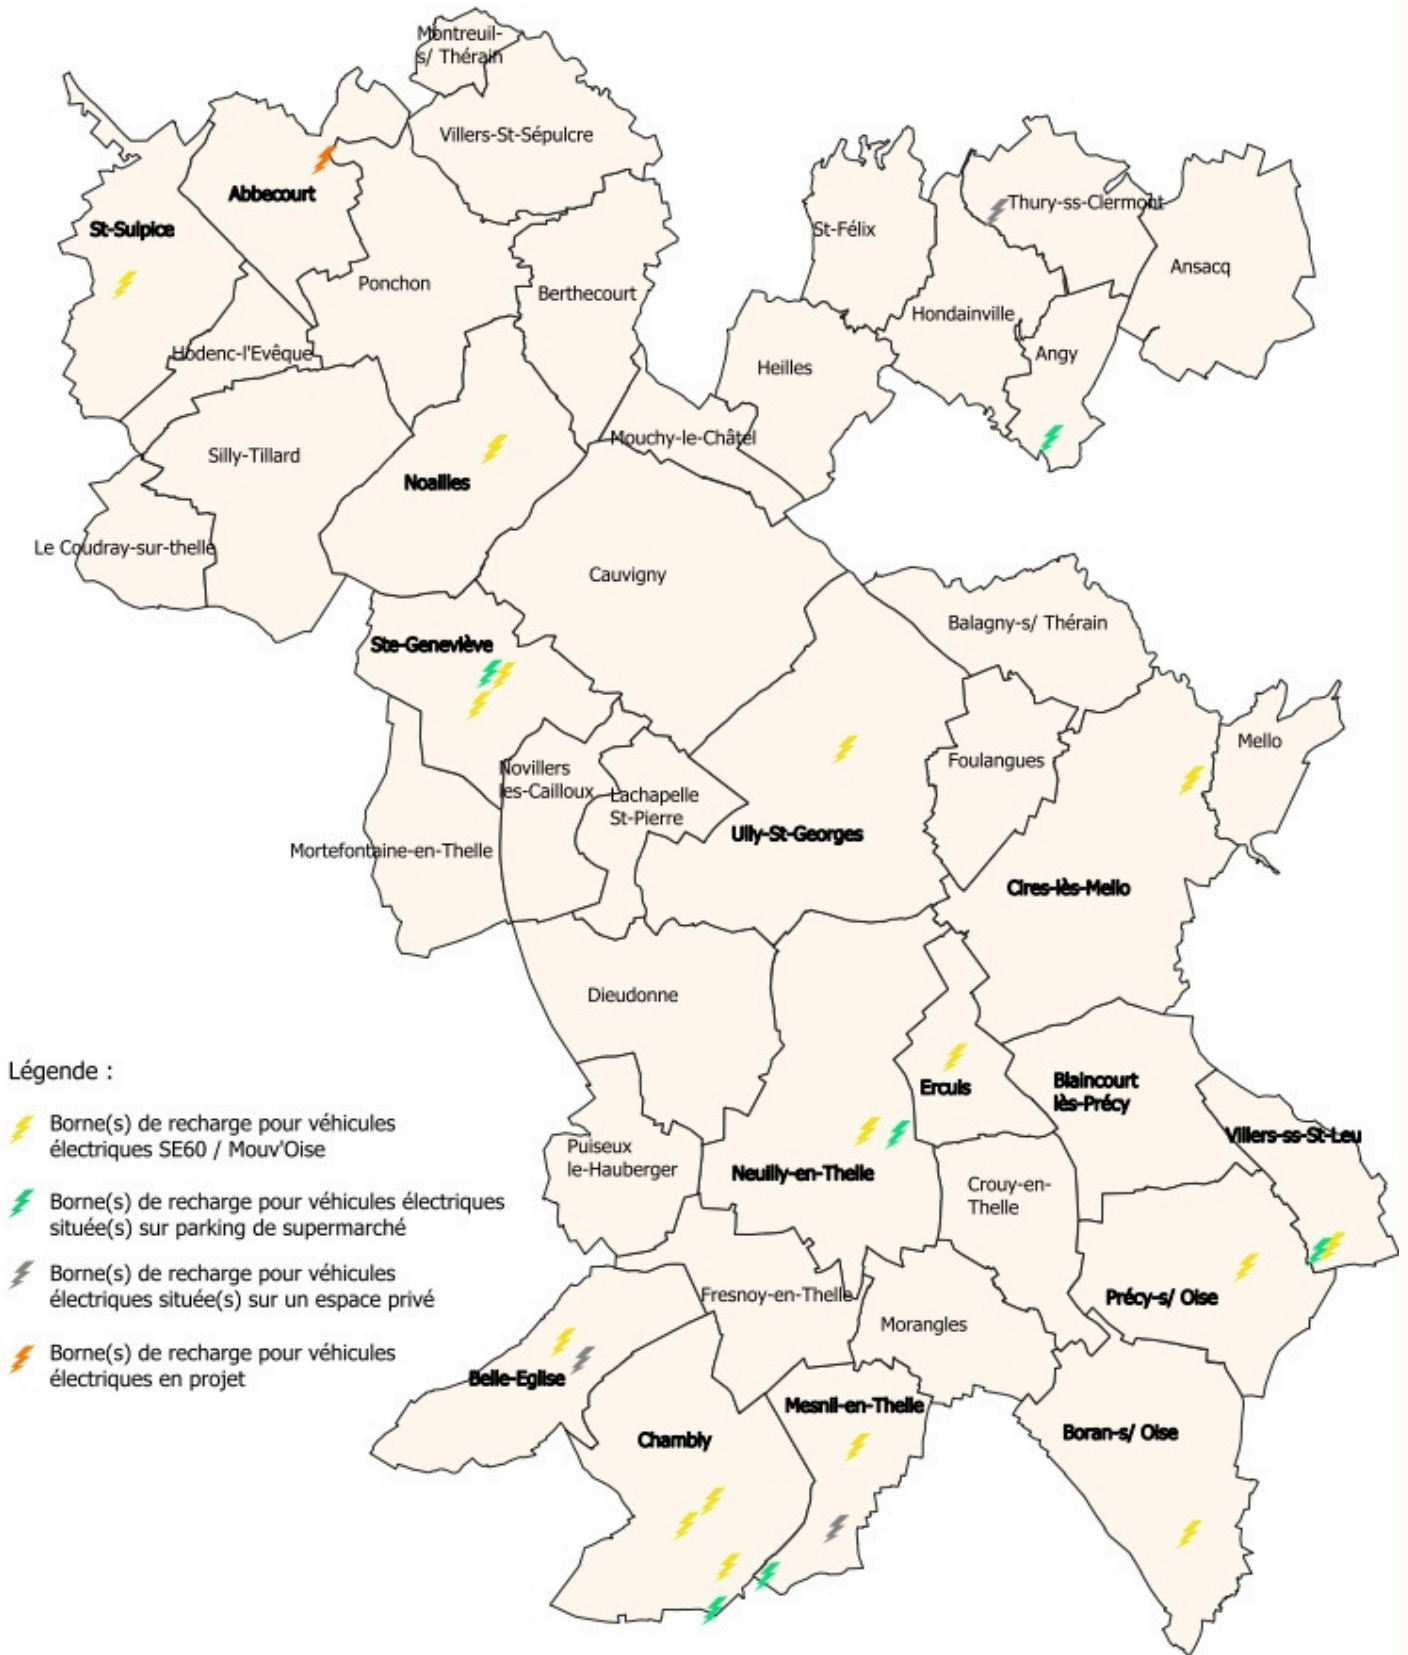 Montreuil-
s/ Thérain
Villers-St-Sépulcre
Abbecourt
St-Sulpice
Thury-ss-Clermont
St-Félix
Ansacq
Ponchon
Berthecourt
Hondainville
Hodenc-l'Evêque
Angy
Heilles
Mouchy-le-Châtel
Silly-Tillard
Noailles
Le Coudray-sur-thelle
Cauvigny
Balagny-s/ Thérain
Ste-Geneviève
Mello
Foulangues
Novillers
les-Cailloux
Lachapelle
St-Pierre
Ully-St-Georges
Mortefontaine-en-Thelle
Cires-lès-Mello
Dieudonne
Ercuis
Blaincourt
lès-Précy
Villers-ss-St-Leu
Puiseux
le-Hauberger
Neuilly-en-Thelle
Crouy-en-
Thelle
Précy-s/ Oise
Fresnoy-en-Thelle
Morangles
Belle-Eglise
Mesnil-en-Thelle
Chambly
Boran-s/ Oise
Légende :
Borne(s) de recharge pour véhicules
électriques SE60 / Mouv'Oise
Borne(s) de recharge pour véhicules électriques
située(s) sur parking de supermarché
Borne(s) de recharge pour véhicules
électriques située(s) sur un espace privé
Borne(s) de recharge pour véhicules
électriques en projet